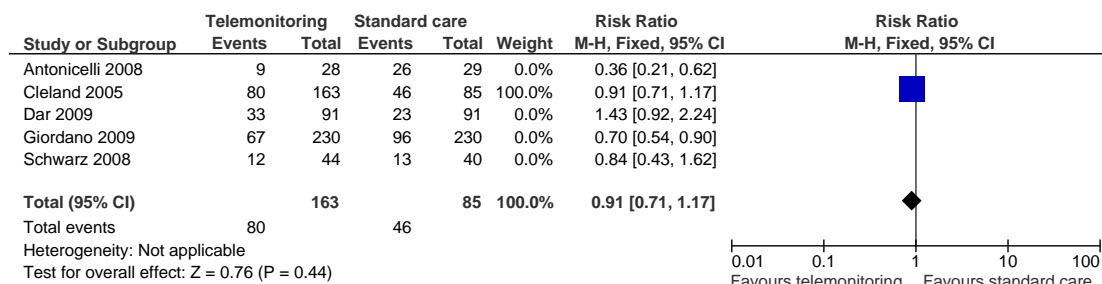 Telemonitoring Standard care Risk Ratio Risk Ratio
Study or Subgroup Events Total Events Total Weight M-H, Fixed, 95% CI M-H, Fixed, 95% CI
Antonicelli 2008 9 28 26 29 0.0% 0.36 [0.21, 0.62]
Cleland 2005 80 163 46 85 100.0% 0.91 [0.71, 1.17]
Dar 2009 33 91 23 91 0.0% 1.43 [0.92, 2.24]
Giordano 2009 67 230 96 230 0.0% 0.70 [0.54, 0.90]
Schwarz 2008 12 44 13 40 0.0% 0.84 [0.43, 1.62]
Total (95% CI) 163 85 100.0% 0.91 [0.71, 1.17]
Total events 80 46
Heterogeneity: Not applicable
Test for overall effect: Z = 0.76 (P = 0.44)
0.01 0.1 1 10 100
Favours telemonitoring Favours standard care